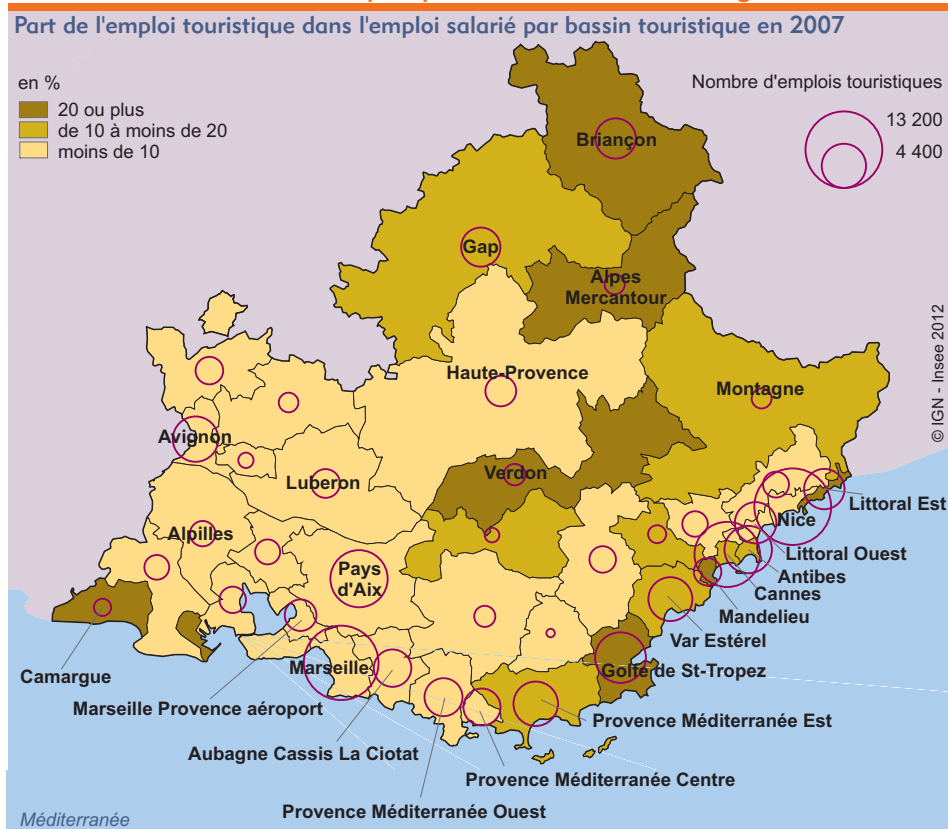 Part de l'emploi touristique dans l'emploi salarié par bassin touristique en 2007
en %
20 ou plus
de 10 à moins de 20
moins de 10
Nombre d'emplois touristiques
13 200
4 400
Briançon
Gap
Alpes
Mercantour
© IGN - Insee 2012
Haute-Provence
Montagne
Avignon
Luberon
Verdon
Littoral Est
Nice
Alpilles
Littoral Ouest
Pays
d'Aix
Antibes
Cannes
Mandelieu
Var Estérel
Camargue
Marseille
Golfe de St-Tropez
Marseille Provence aéroport
Provence Méditerranée Est
Aubagne Cassis La Ciotat
Provence Méditerranée Centre
Provence Méditerranée Ouest
Méditerranée